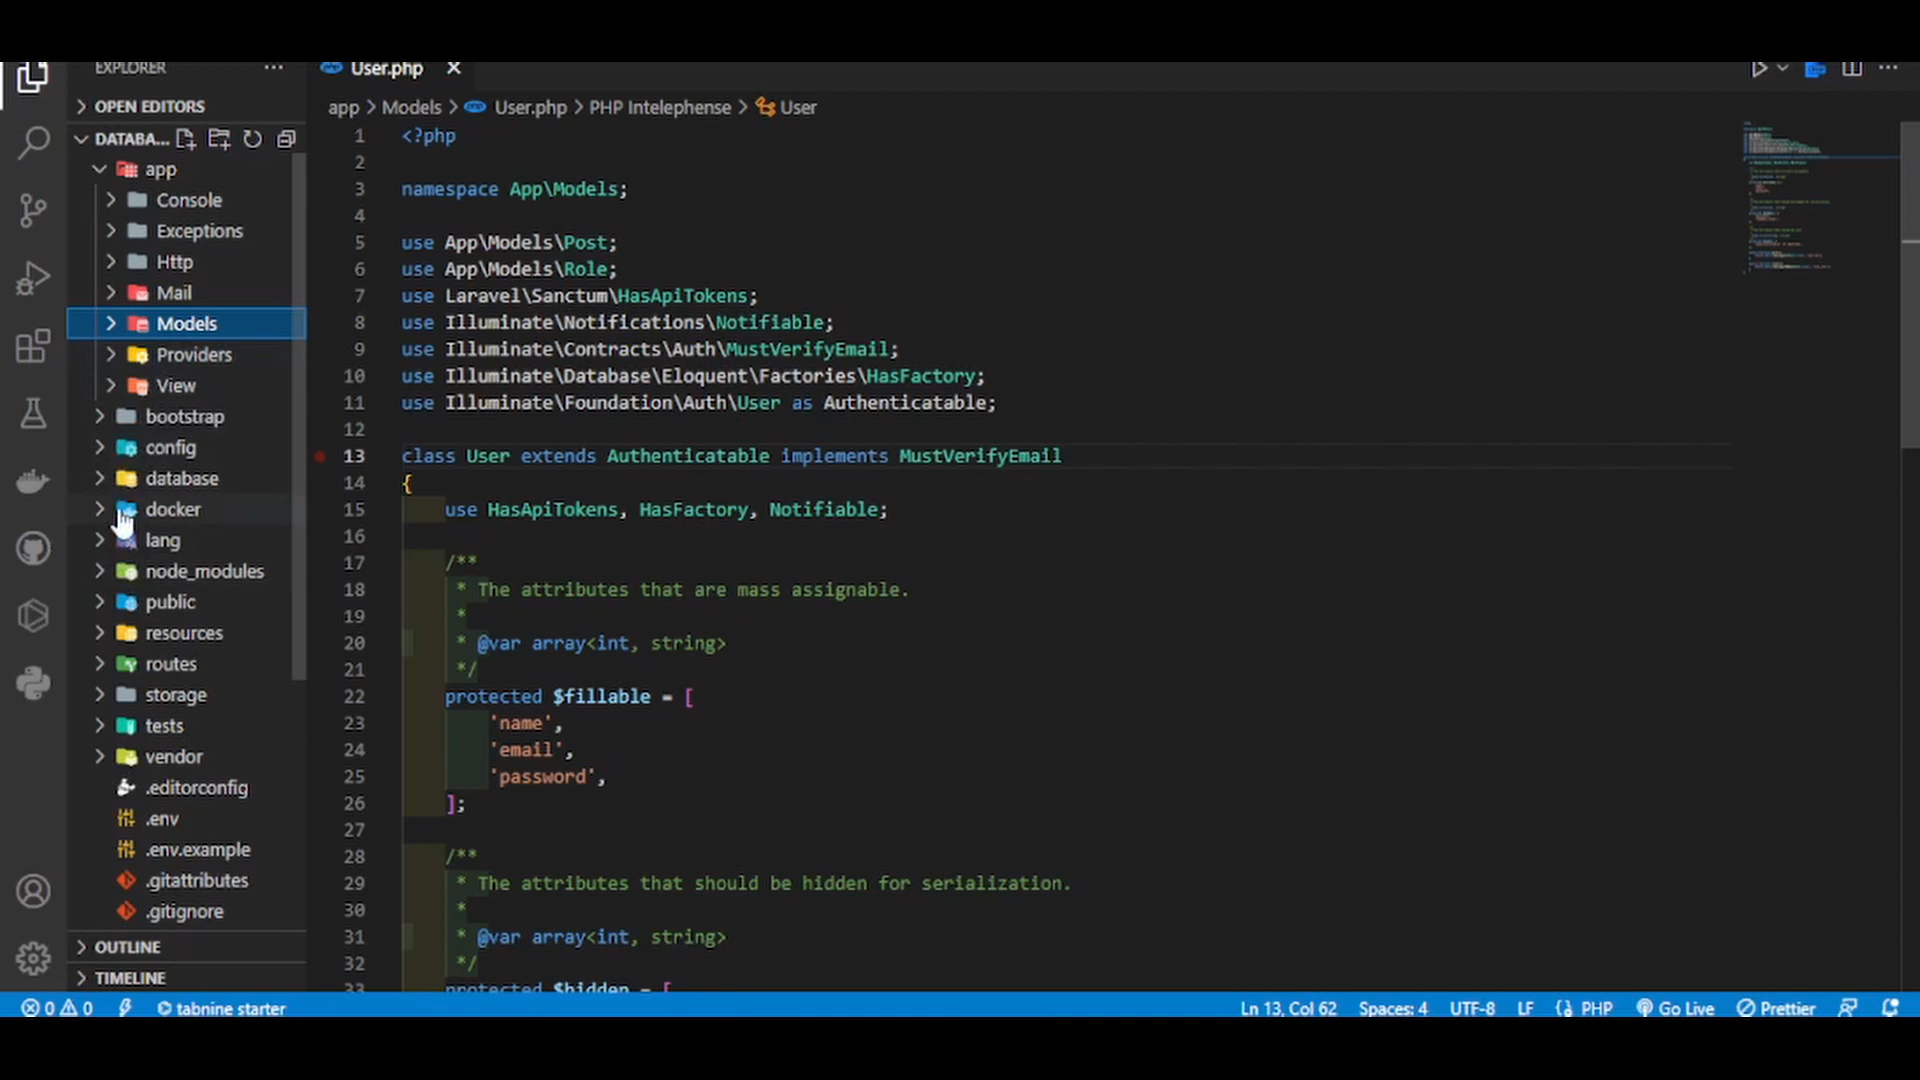 EXPLORER
OPEN EDITORS
DATABA...
app
Console
Exceptions
Http
Mail
Models
Providers
View
bootstrap
config
database
docker
lang
node_modules
public
resources
routes
storage
tests
vendor
.editorconfig
.env
.env.example
.gitattributes
.gitignore
OUTLINE
TIMELINE
User.php
app > Models > User.php > PHP Intelephense > User
1 <?php
2
3 namespace App\Models;
4
5 use App\Models\Post;
6 use App\Models\Role;
7 use Laravel\Sanctum\HasApiTokens;
8 use Illuminate\Notifications\Notifiable;
9 use Illuminate\Contracts\Auth\MustVerifyEmail;
10 use Illuminate\Database\Eloquent\Factories\HasFactory;
11 use Illuminate\Foundation\Auth\User as Authenticatable;
12
13 class User extends Authenticatable implements MustVerifyEmail
14 {
15 use HasApiTokens, HasFactory, Notifiable;
16
17 /**
18 * The attributes that are mass assignable.
19 *
20 * @var array<int, string>
21 */
22 protected $fillable = [
23 'name',
24 'email',
25 'password',
26 ];
27
28 /**
29 * The attributes that should be hidden for serialization.
30 *
31 * @var array<int, string>
32 */
33 protected $hidden = [
0 0 tabnine starter Ln 13, Col 62 Spaces: 4 UTF-8 LF {} PHP Go Live Prettier